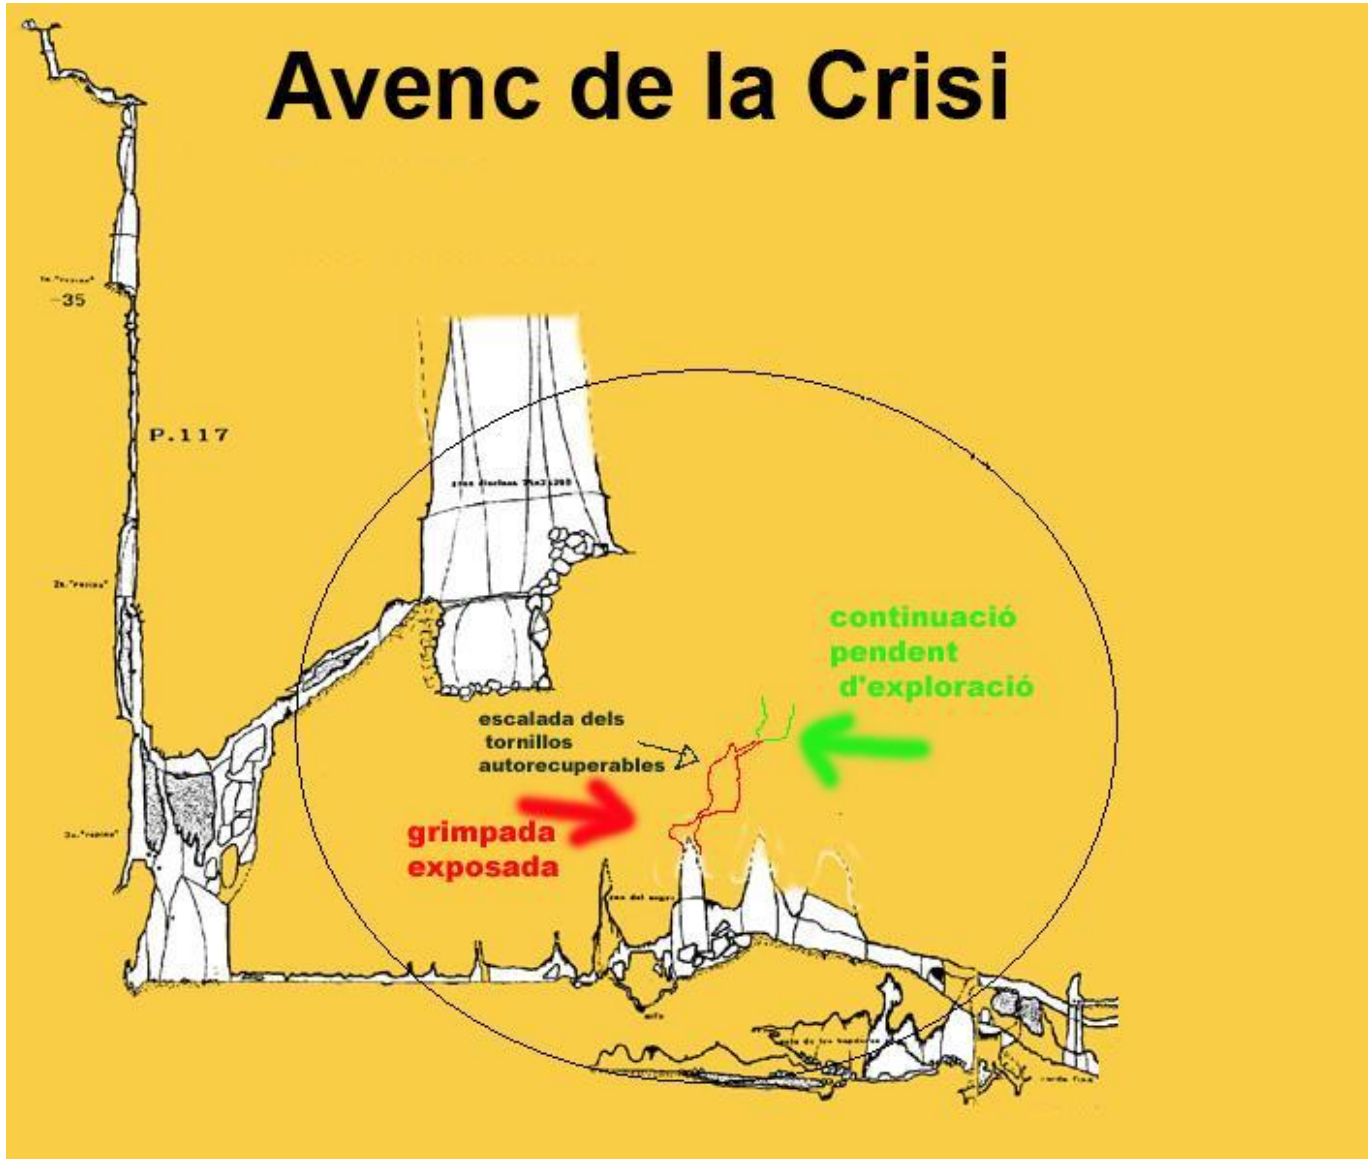 Avenc de la Crisi
-35
P.117
continuació
pendent
d'exploració
escalada dels
tornillos
autorecuperables
grimpada
exposada